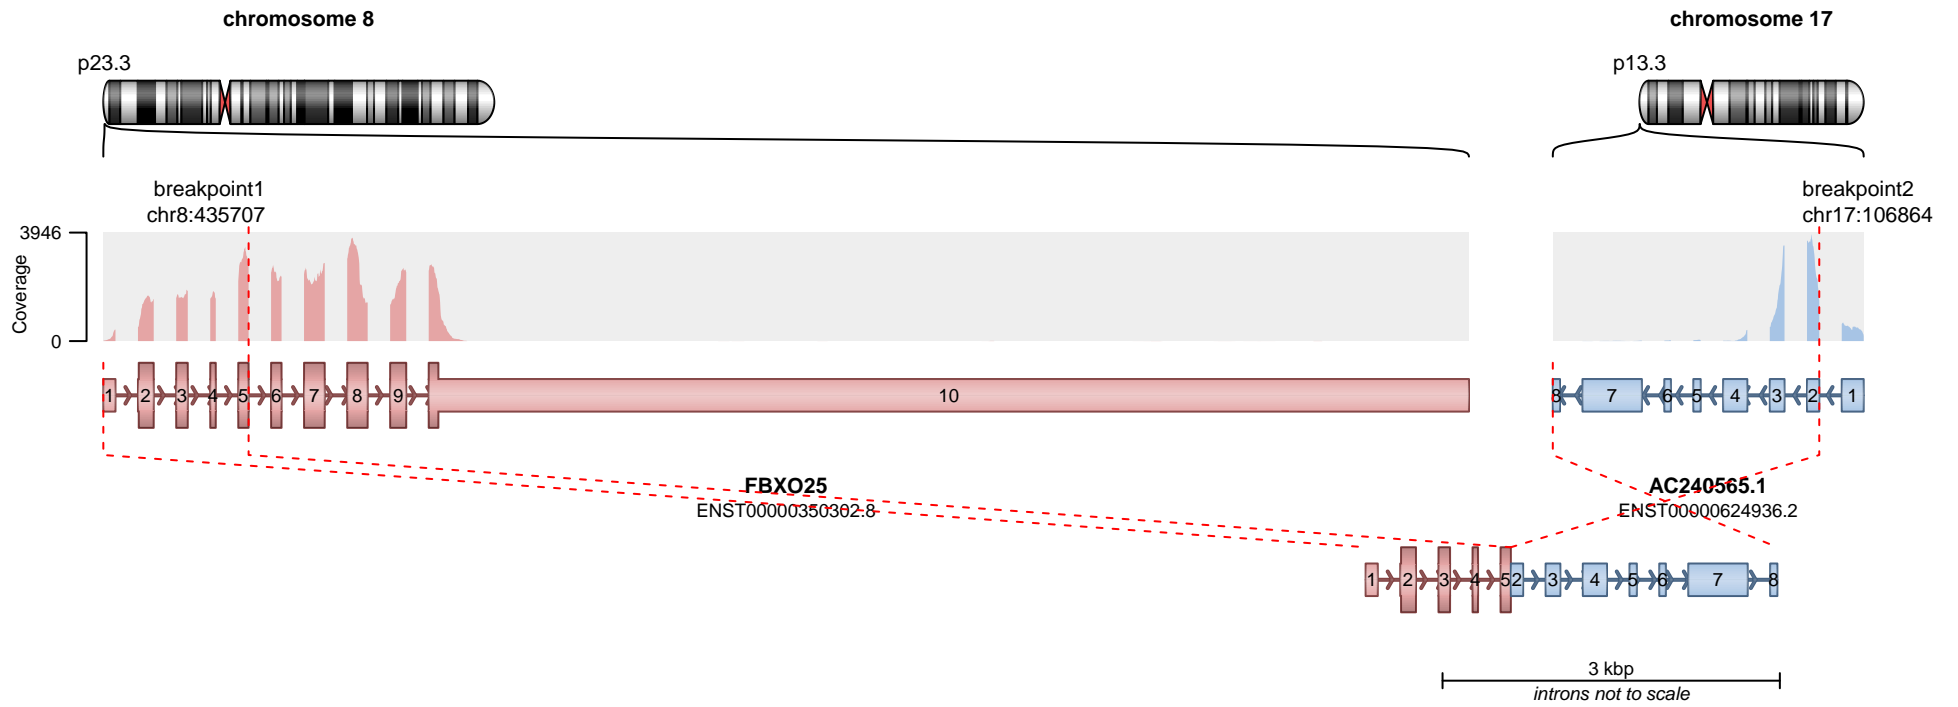 chromosome 8
chromosome 17
p23.3
p13.3
breakpoint1
chr8:435707
breakpoint2
chr17:106864
3946
Coverage
0
1 2 3 4 5 6 7 8 9 10
8 7 6 5 4 3 2 1
FBXO25
ENST00000350302.8
AC240565.1
ENST00000624936.2
1 2 3 4 5 2 3 4 5 6 7 8
3 kbp
introns not to scale